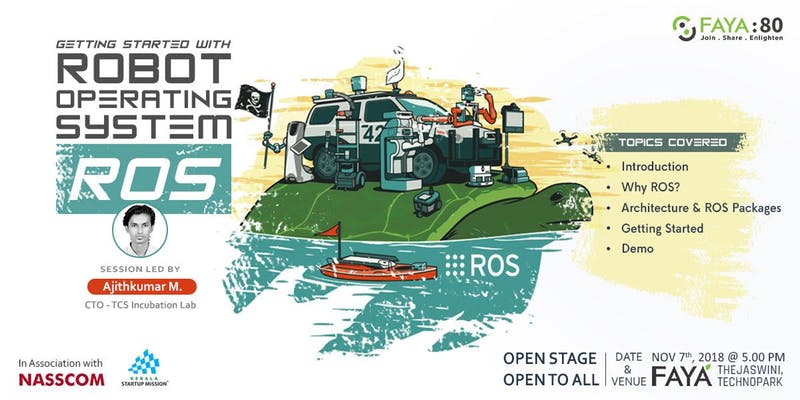 GETTING STARTED WITH
ROBOT
OPERATING
SYSTEM
ROS
SESSION LED BY
Ajithkumar M.
CTO - TCS Incubation Lab
In Association with
NASSCOM
KERALA
STARTUP MISSION
42
ROS
FAYA:80
Join . Share . Enlighten
TOPICS COVERED
• Introduction
• Why ROS?
• Architecture & ROS Packages
• Getting Started
• Demo
OPEN STAGE
OPEN TO ALL
DATE
&
VENUE
NOV 7th, 2018 @ 5.00 PM
FAYA
THEJASWINI,
TECHNOPARK